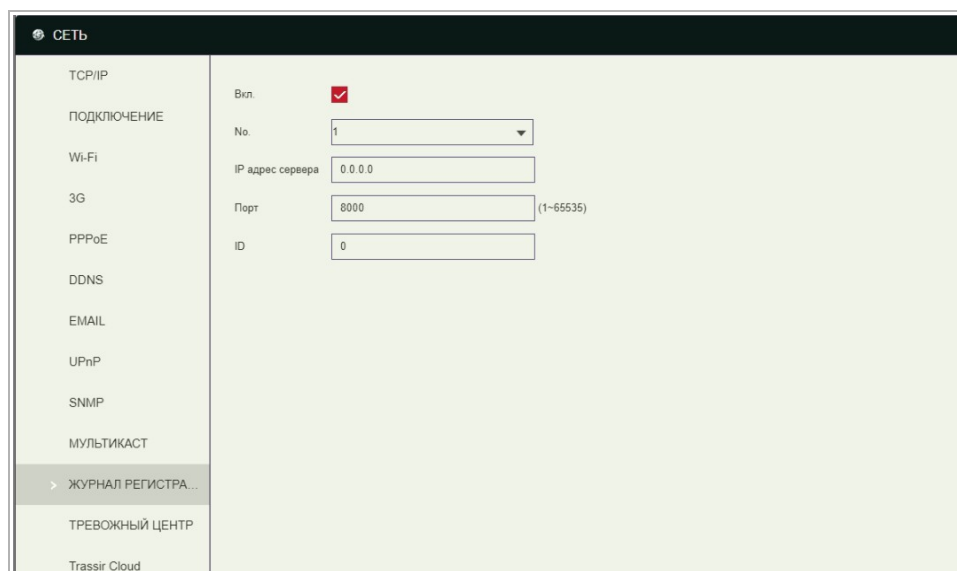 СЕТЬ
TCP/IP
ПОДКЛЮЧЕНИЕ
Wi-Fi
3G
PPPoE
DDNS
EMAIL
UPnP
SNMP
МУЛЬТИКАСТ
ЖУРНАЛ РЕГИСТРА...
ТРЕВОЖНЫЙ ЦЕНТР
Trassir Cloud
Вкл.
No. 1
IP адрес сервера 0.0.0.0
Порт 8000 (1~65535)
ID 0